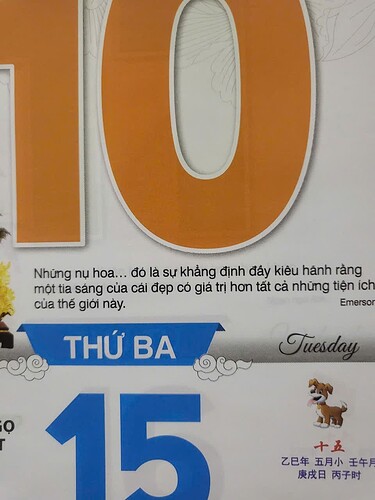 10
Những nụ hoa... đó là sự khẳng định đầy kiêu hãnh rằng
một tia sáng của cái đẹp có giá trị hơn tất cả những tiện ích
của thế giới này.
Emerson
THỨ BA
Tuesday
GỌ
T
15
十五
乙巳年 五月小 壬午月
庚戌日 丙子时